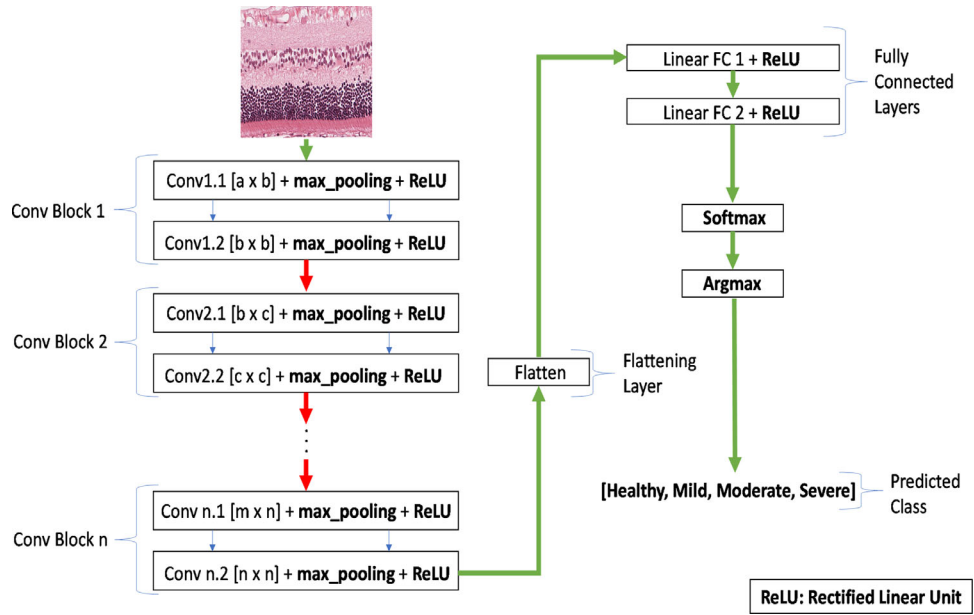 Conv Block 1
Conv1.1 [a x b] + max_pooling + ReLU
Conv1.2 [b x b] + max_pooling + ReLU
Conv Block 2
Conv2.1 [b x c] + max_pooling + ReLU
Conv2.2 [c x c] + max_pooling + ReLU
Conv Block n
Conv n.1 [m x n] + max_pooling + ReLU
Conv n.2 [n x n] + max_pooling + ReLU
Flatten
Flattening
Layer
Linear FC 1 + ReLU
Linear FC 2 + ReLU
Fully
Connected
Layers
Softmax
Argmax
[Healthy, Mild, Moderate, Severe]
Predicted
Class
ReLU: Rectified Linear Unit